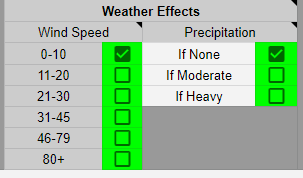 Weather Effects
Wind Speed Precipitation
0-10 If None
11-20 If Moderate
21-30 If Heavy
31-45
46-79
80+